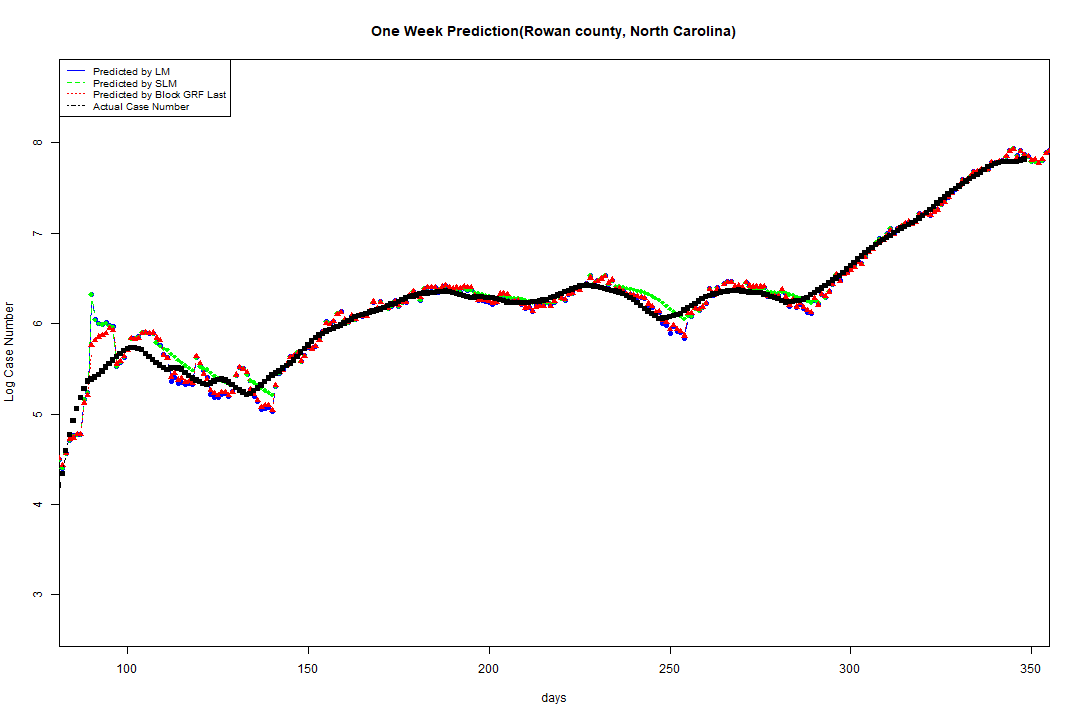 One Week Prediction(Rowan county, North Carolina)
Predicted by LM
Predicted by SLM
Predicted by Block GRF Last
Actual Case Number
8
7
6
5
4
3
Log Case Number
100 150 200 250 300 350
days